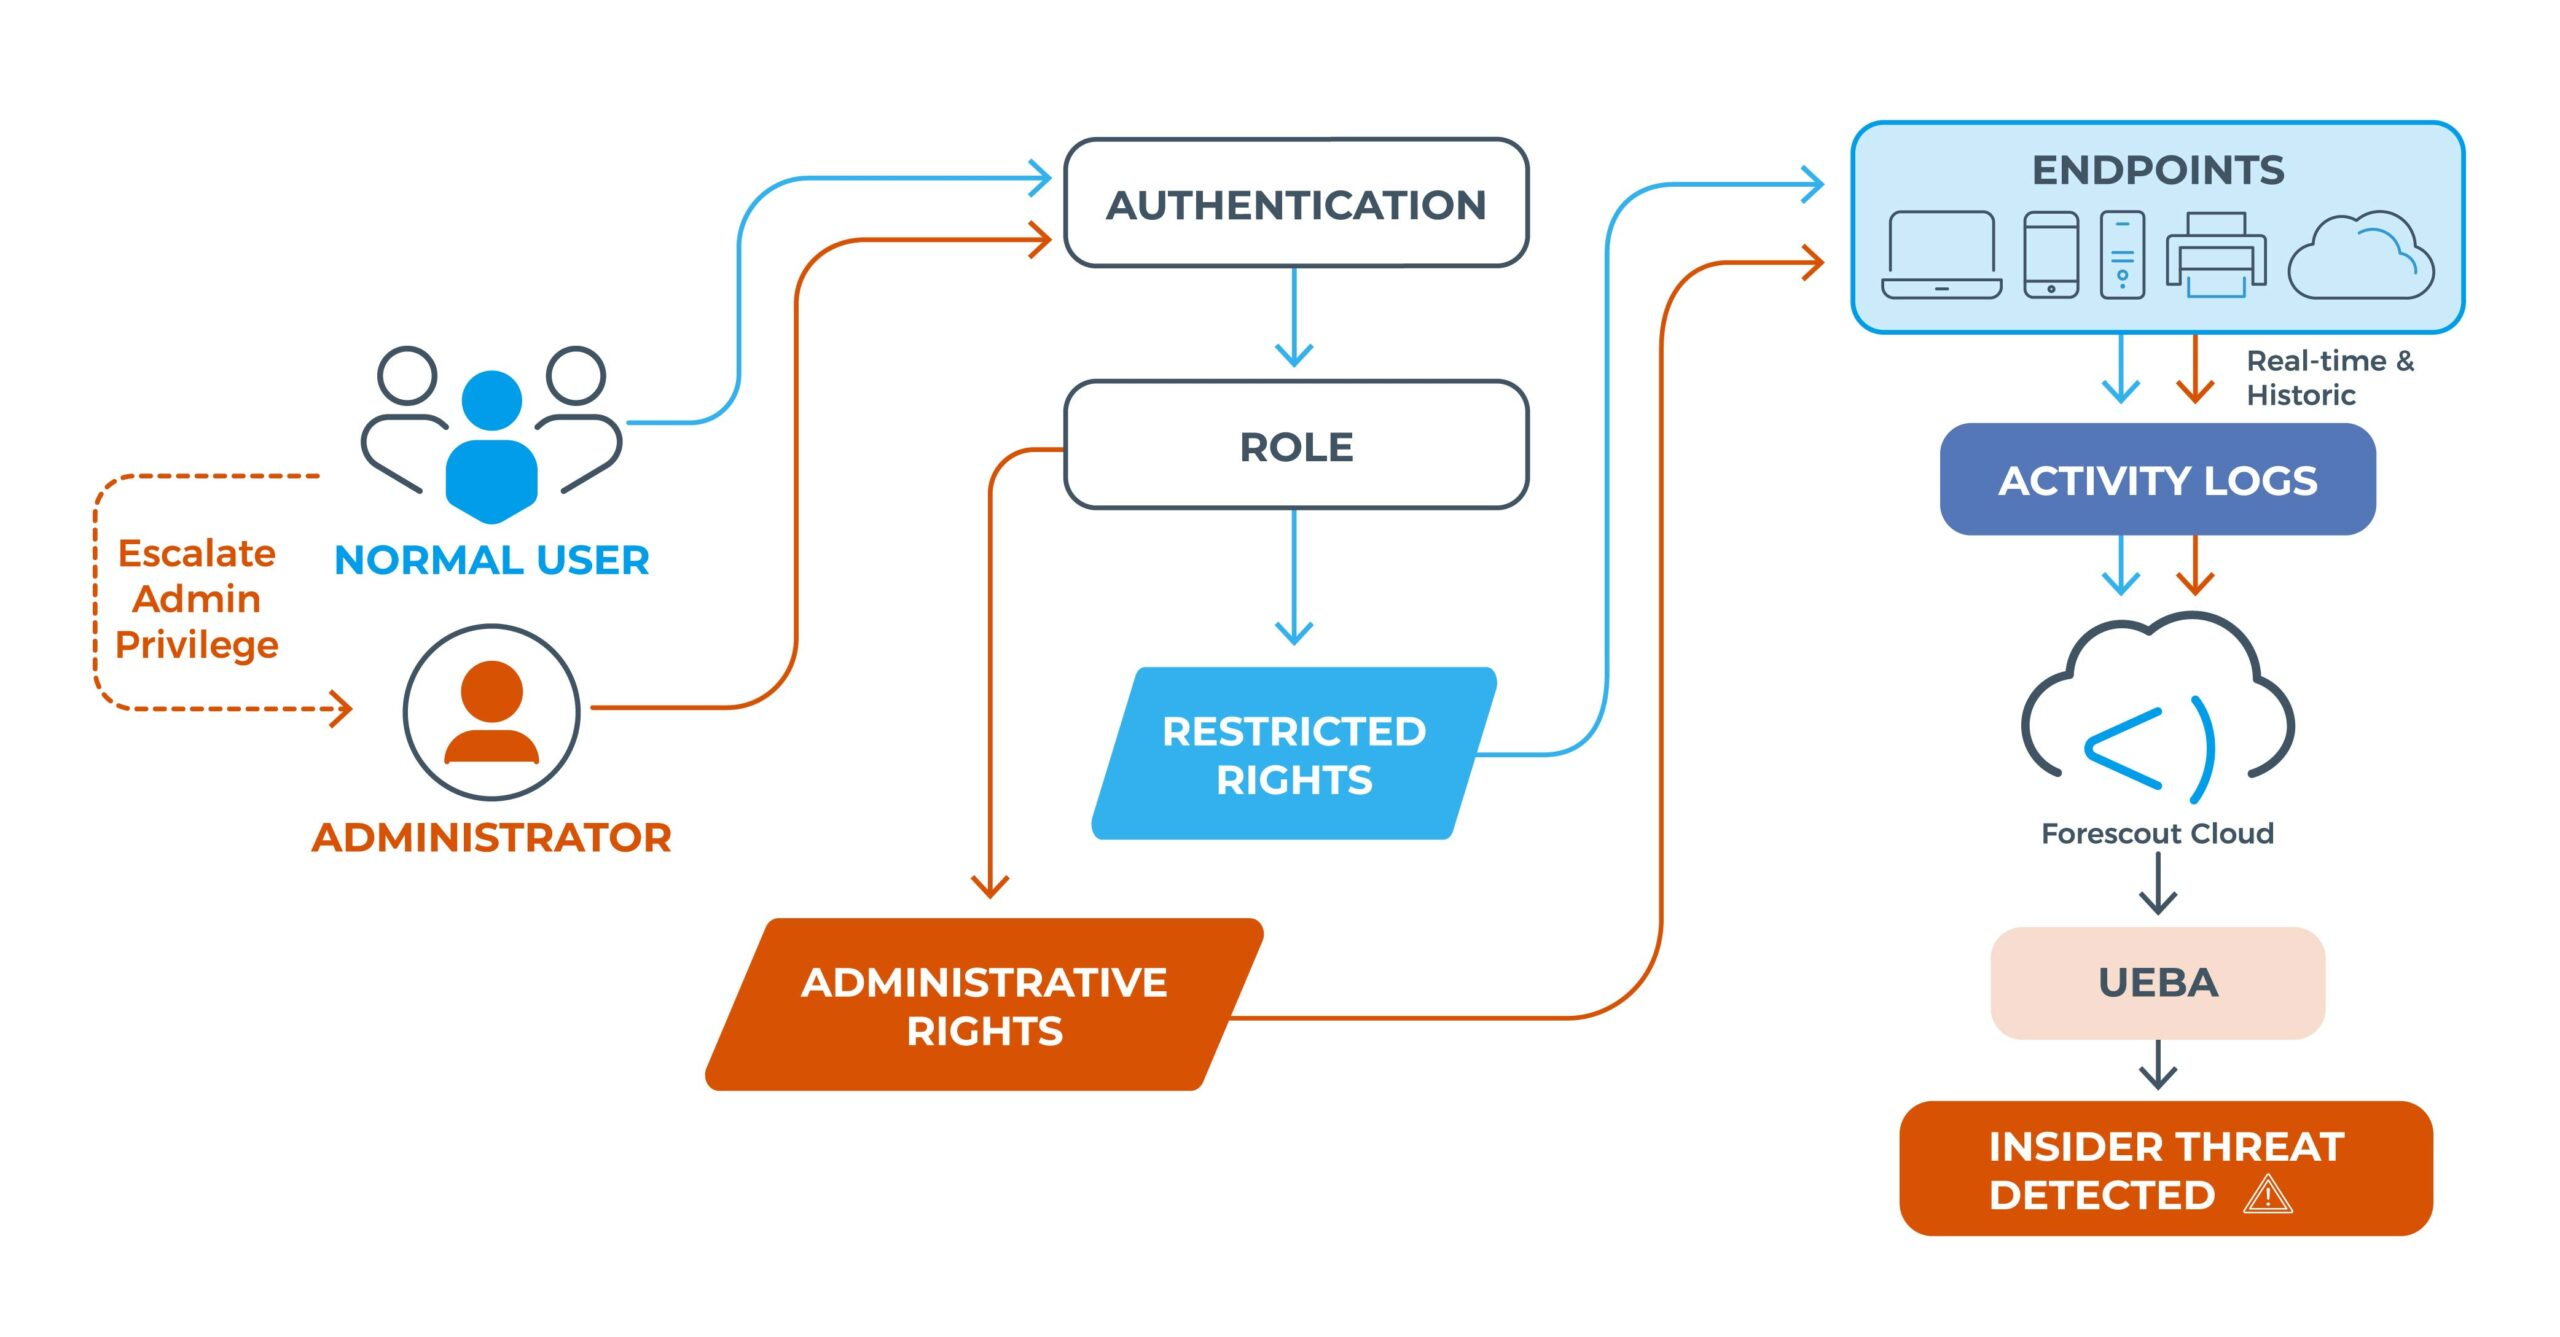 Escalate
Admin
Privilege
NORMAL USER
ADMINISTRATOR
AUTHENTICATION
ROLE
RESTRICTED
RIGHTS
ADMINISTRATIVE
RIGHTS
ENDPOINTS
Real-time &
Historic
ACTIVITY LOGS
Forescout Cloud
UEBA
INSIDER THREAT
DETECTED